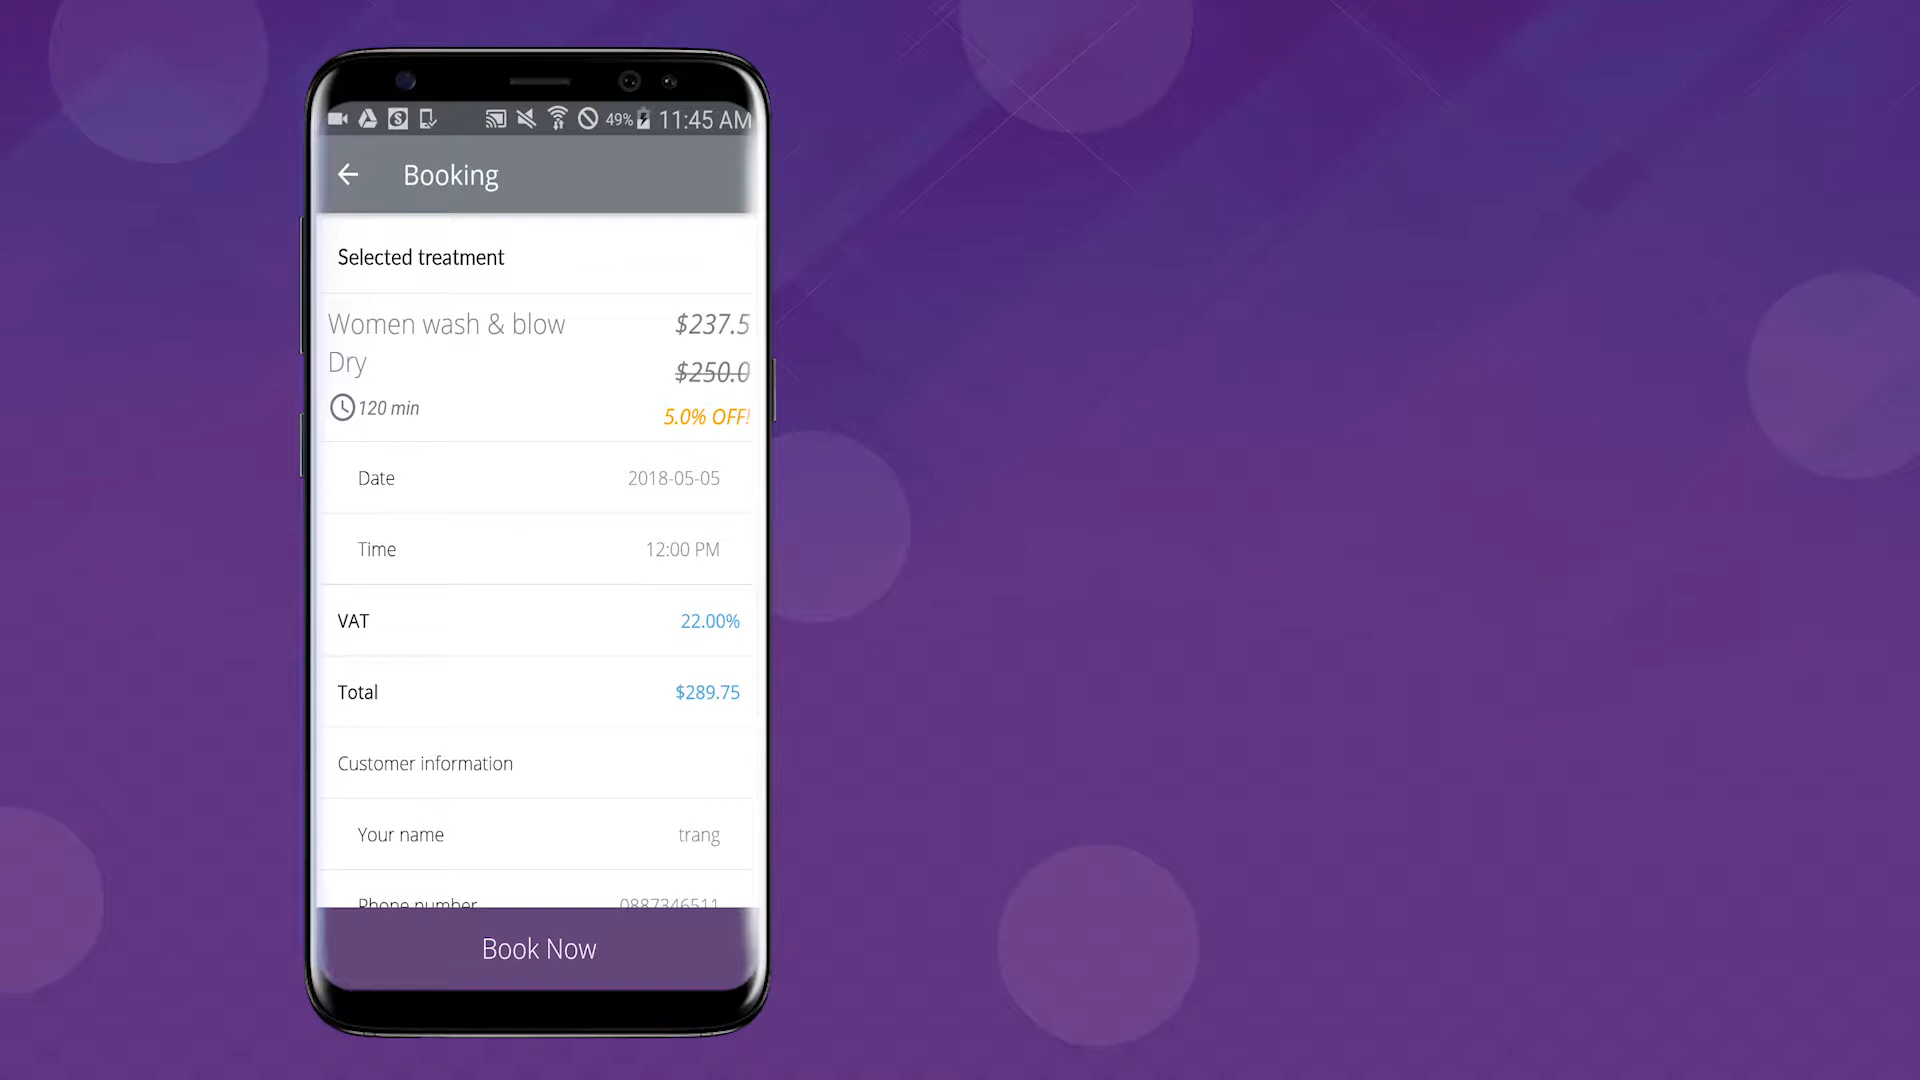 49% 11:45 AM
Booking
Selected treatment
Women wash & blow $237.5
Dry $250.0
120 min 5.0% OFF!
Date 2018-05-05
Time 12:00 PM
VAT 22.00%
Total $289.75
Customer information
Your name trang
Phone number 0887346511
Book Now